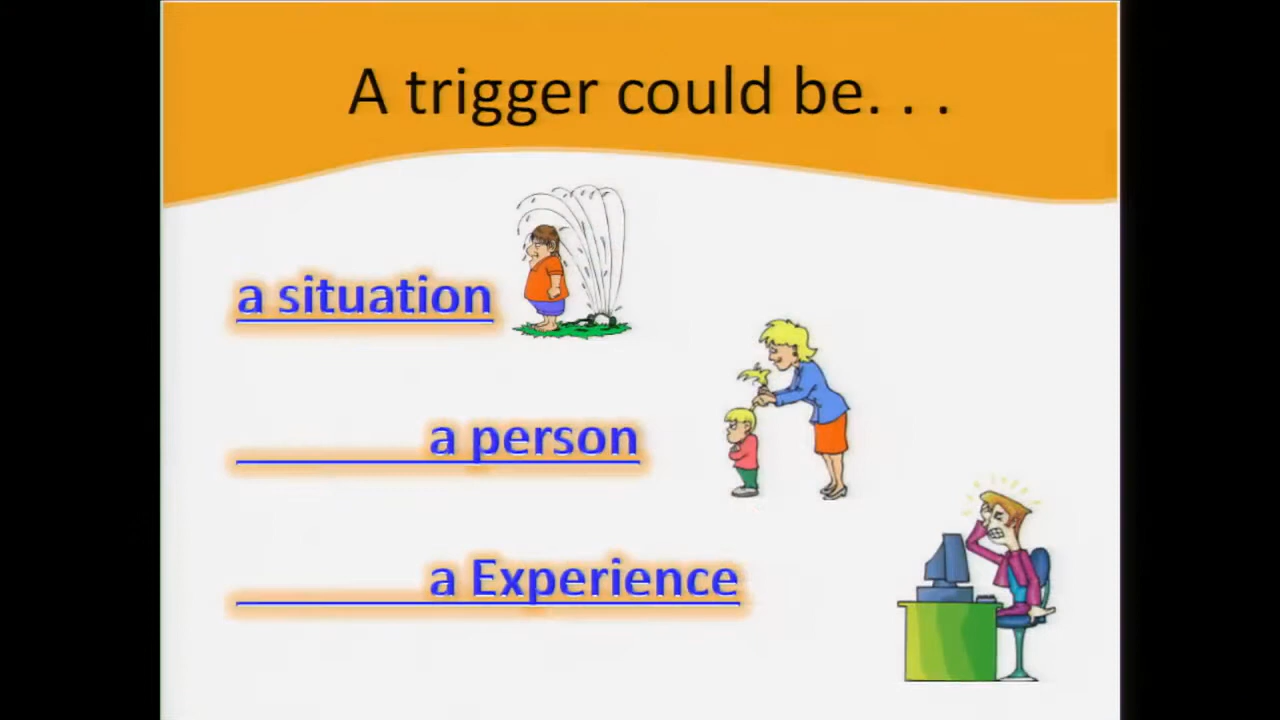 A trigger could be. . .
a situation
a person
a Experience